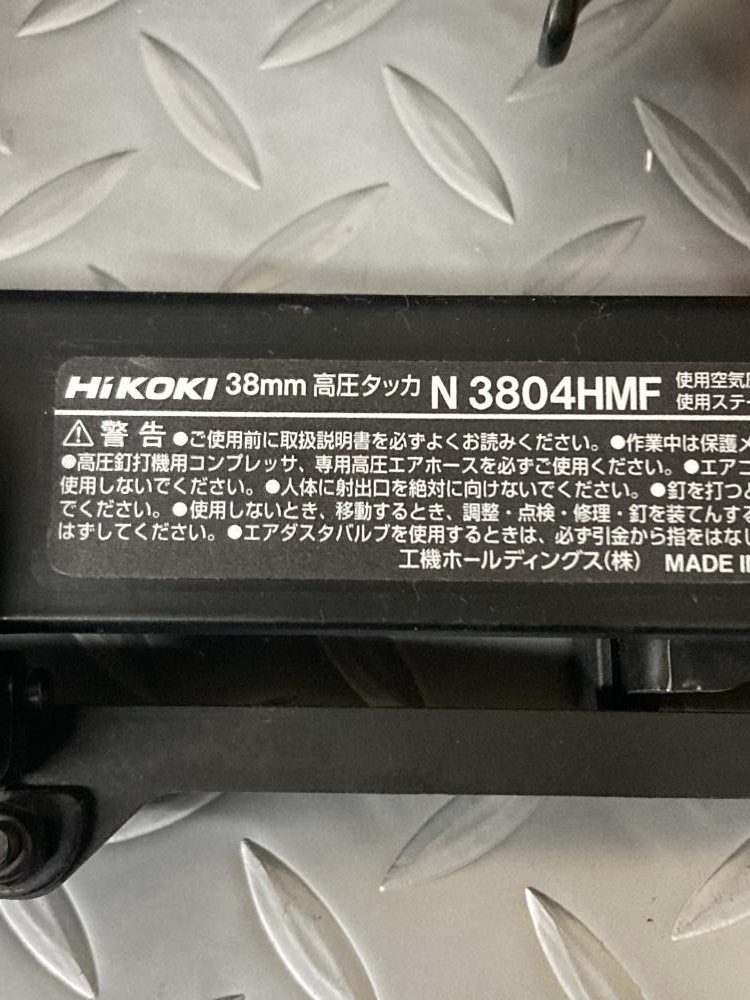 HiKOKI 38mm 高圧タッカ N 3804HMF 使用空気
使用ステー
⚠ 警告 ●ご使用前に取扱説明書を必ずよくお読みください。●作業中は保護メ
●高圧釘打機用コンプレッサ、専用高圧エアホースを必ずご使用ください。●エアコ
使用しないでください。●人体に射出口を絶対に向けないでください。●釘を打つと
でください。●使用しないとき、移動するとき、調整・点検・修理・釘を装てんする
はずしてください。●エアダスタバルブを使用するときは、必ず引金から指をはなし
工機ホールディングス(株) MADE